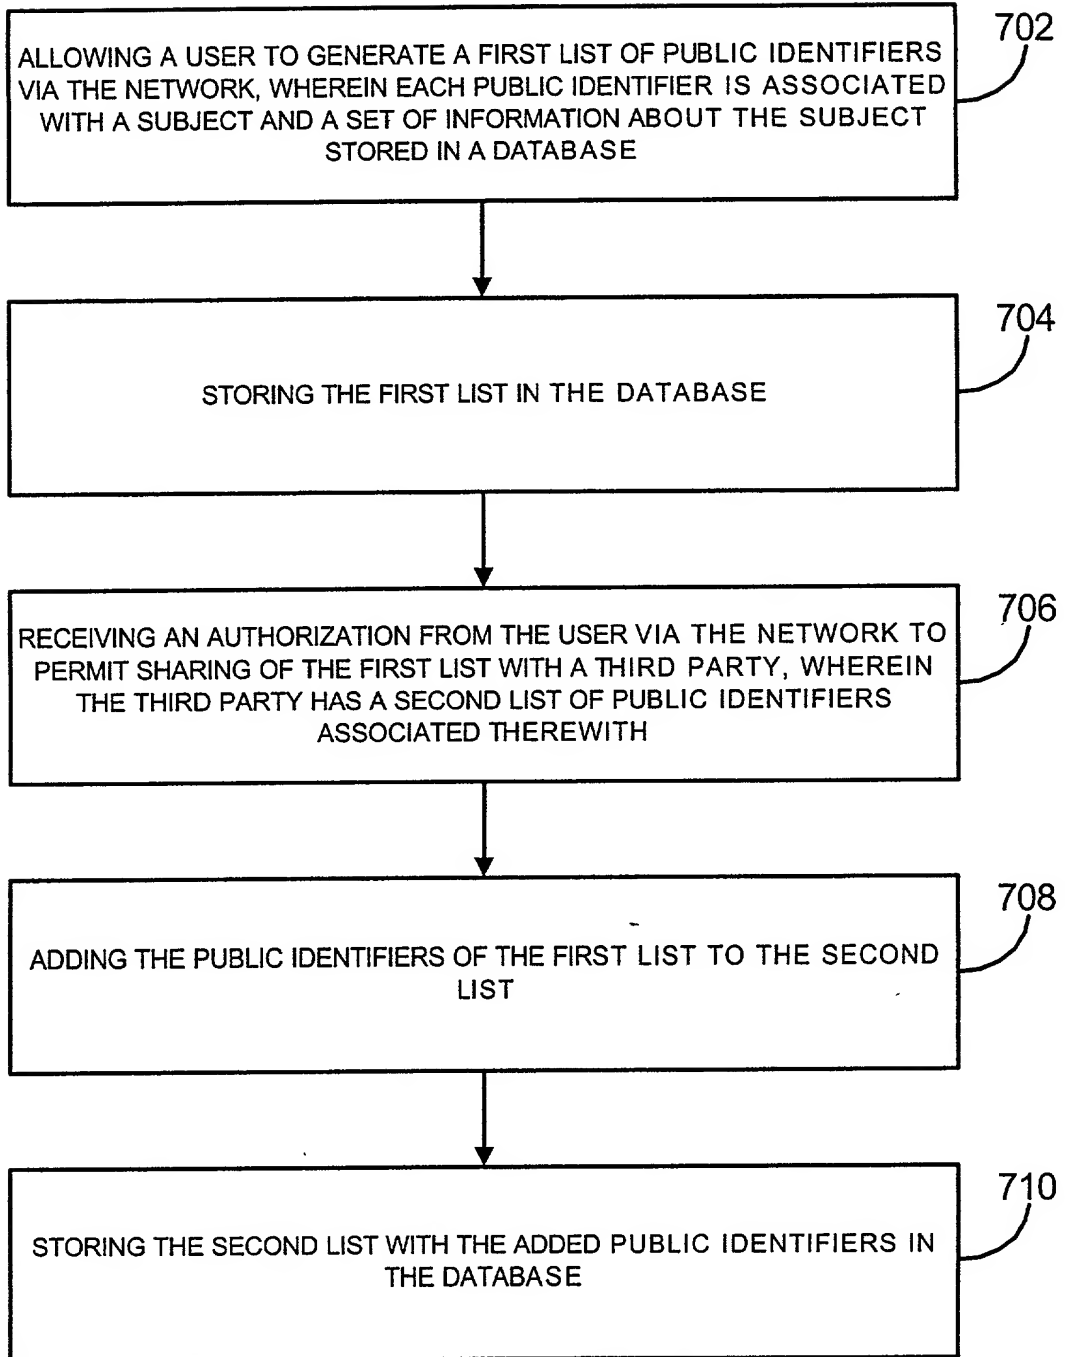 702
ALLOWING A USER TO GENERATE A FIRST LIST OF PUBLIC IDENTIFIERS
VIA THE NETWORK, WHEREIN EACH PUBLIC IDENTIFIER IS ASSOCIATED
WITH A SUBJECT AND A SET OF INFORMATION ABOUT THE SUBJECT
STORED IN A DATABASE
704
STORING THE FIRST LIST IN THE DATABASE
706
RECEIVING AN AUTHORIZATION FROM THE USER VIA THE NETWORK TO
PERMIT SHARING OF THE FIRST LIST WITH A THIRD PARTY, WHEREIN
THE THIRD PARTY HAS A SECOND LIST OF PUBLIC IDENTIFIERS
ASSOCIATED THEREWITH
708
ADDING THE PUBLIC IDENTIFIERS OF THE FIRST LIST TO THE SECOND
LIST
710
STORING THE SECOND LIST WITH THE ADDED PUBLIC IDENTIFIERS IN
THE DATABASE